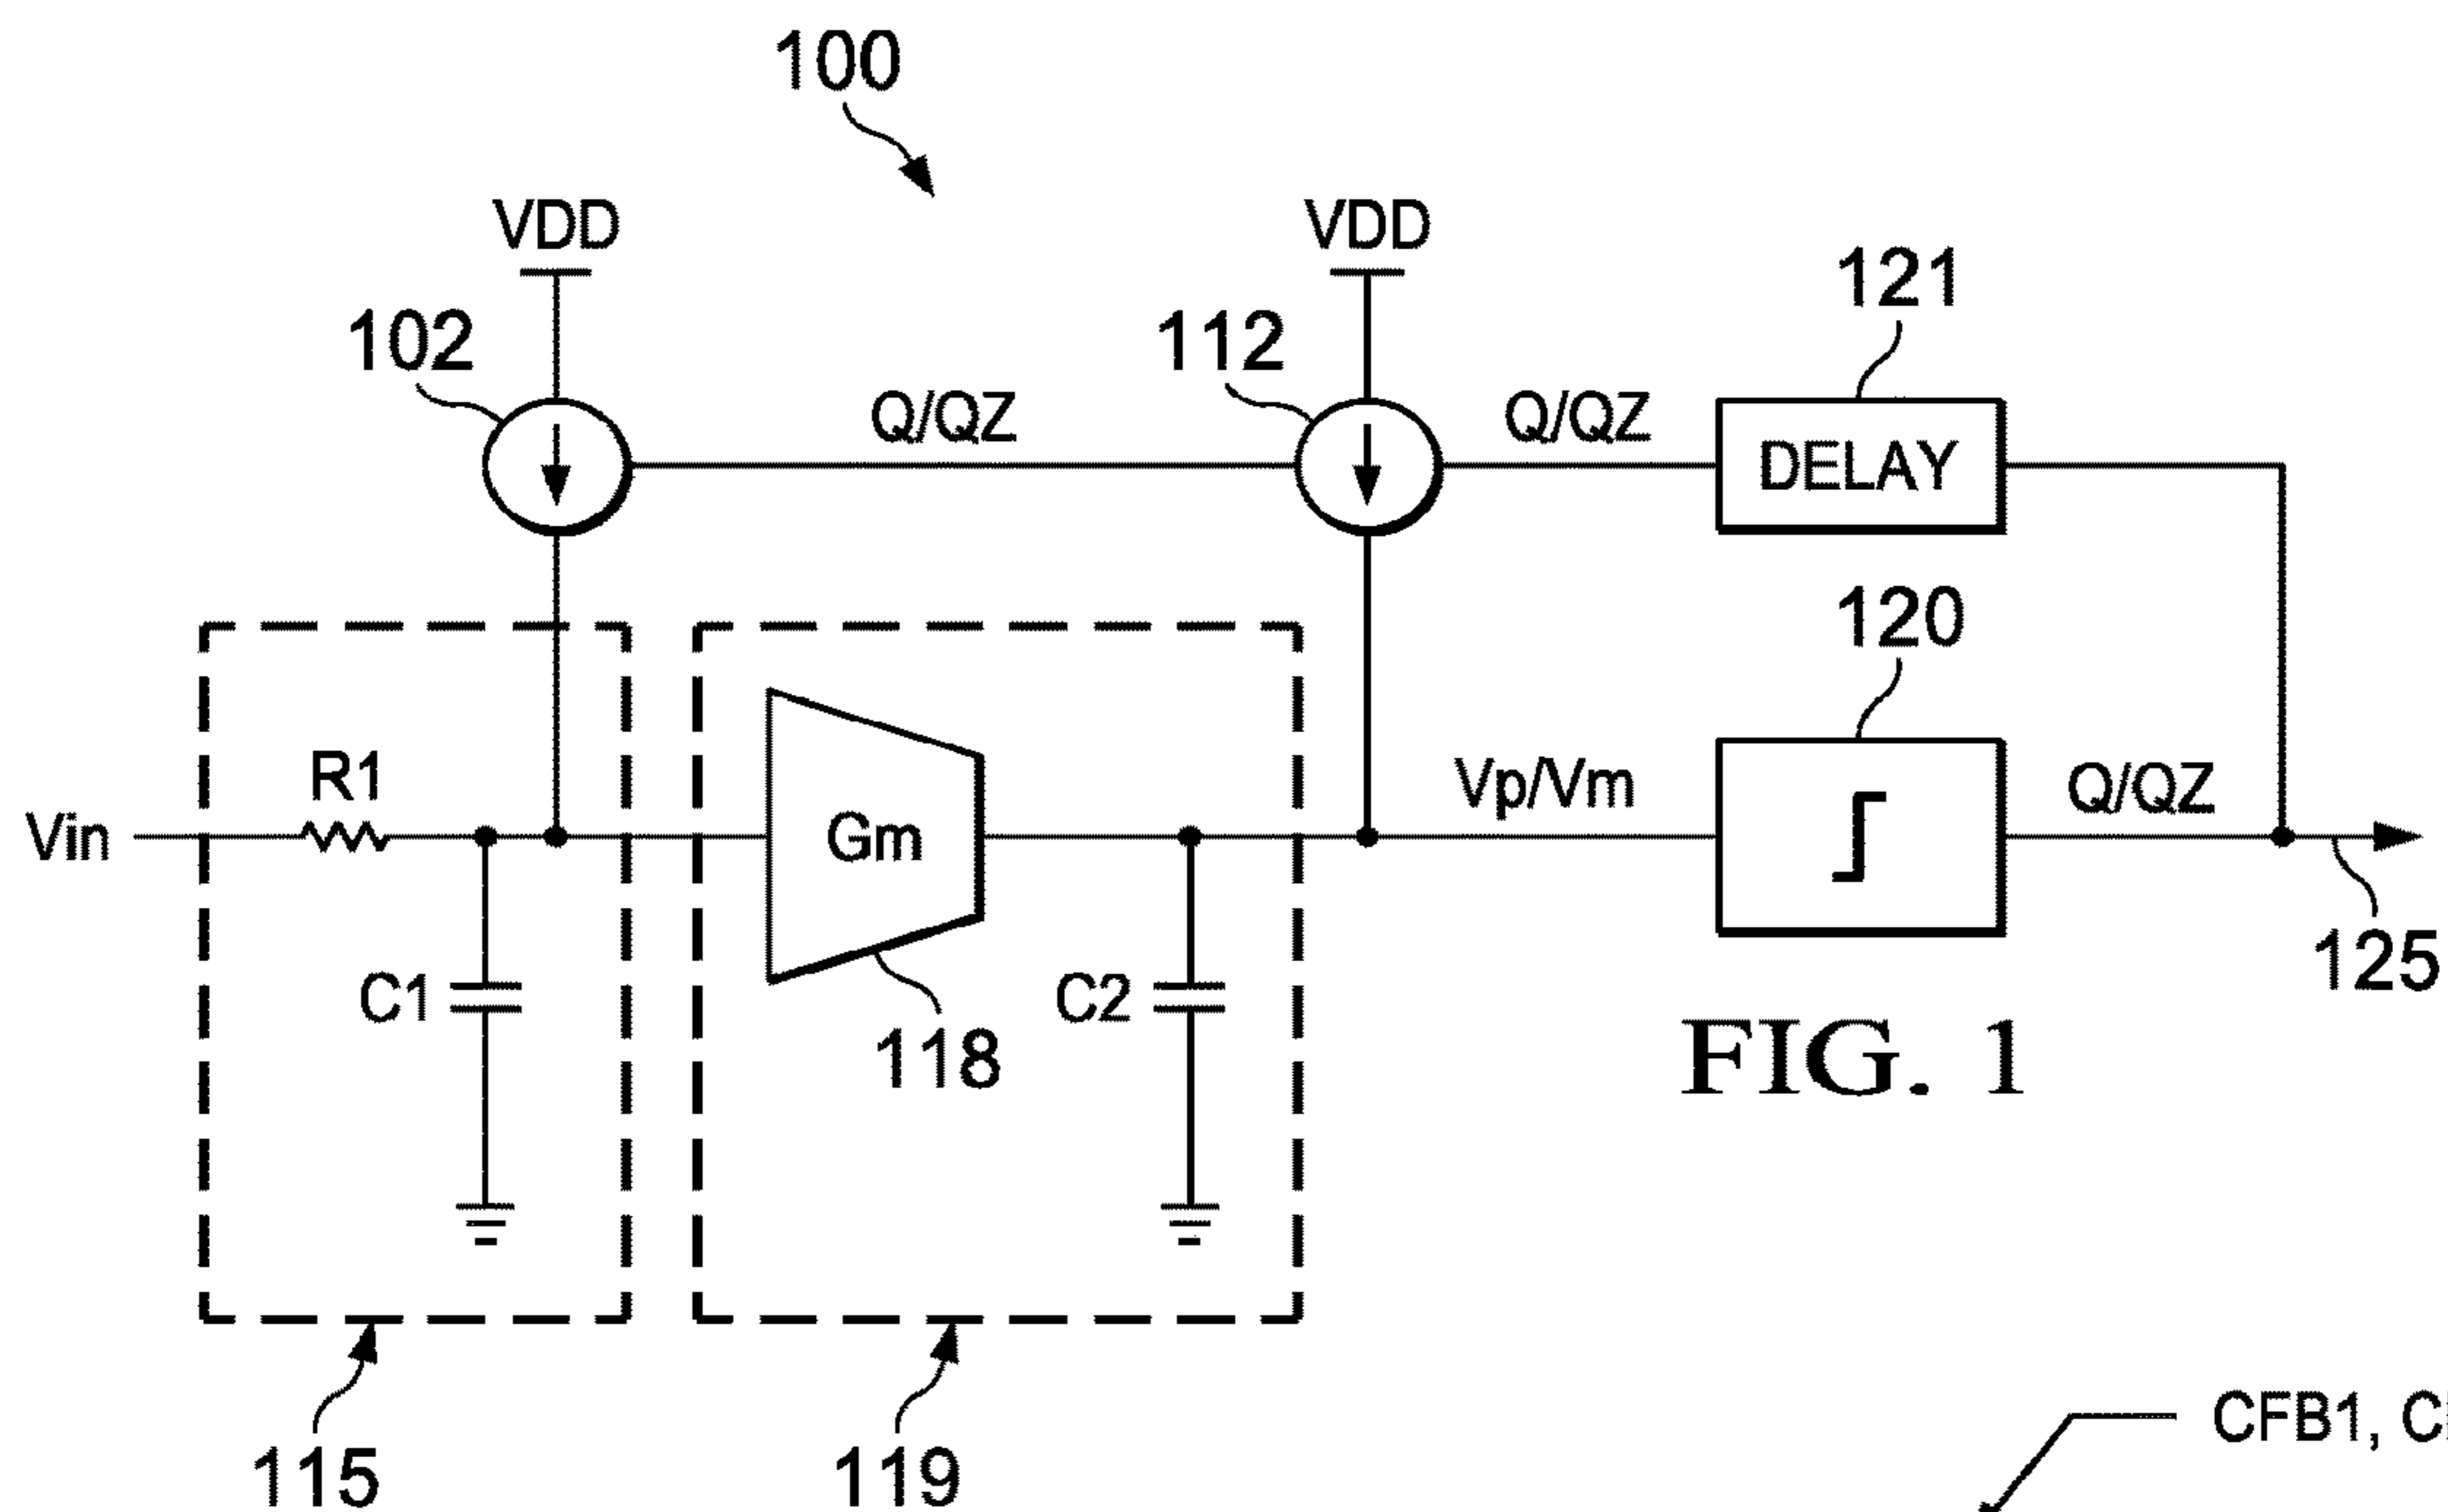 100
VDD
VDD
121
102
112
Q/QZ
Q/QZ
DELAY
120
R1
Vp/Vm
Q/QZ
Vin
Gm
C1
C2
125
118
FIG. 1
CFB1,
115
119